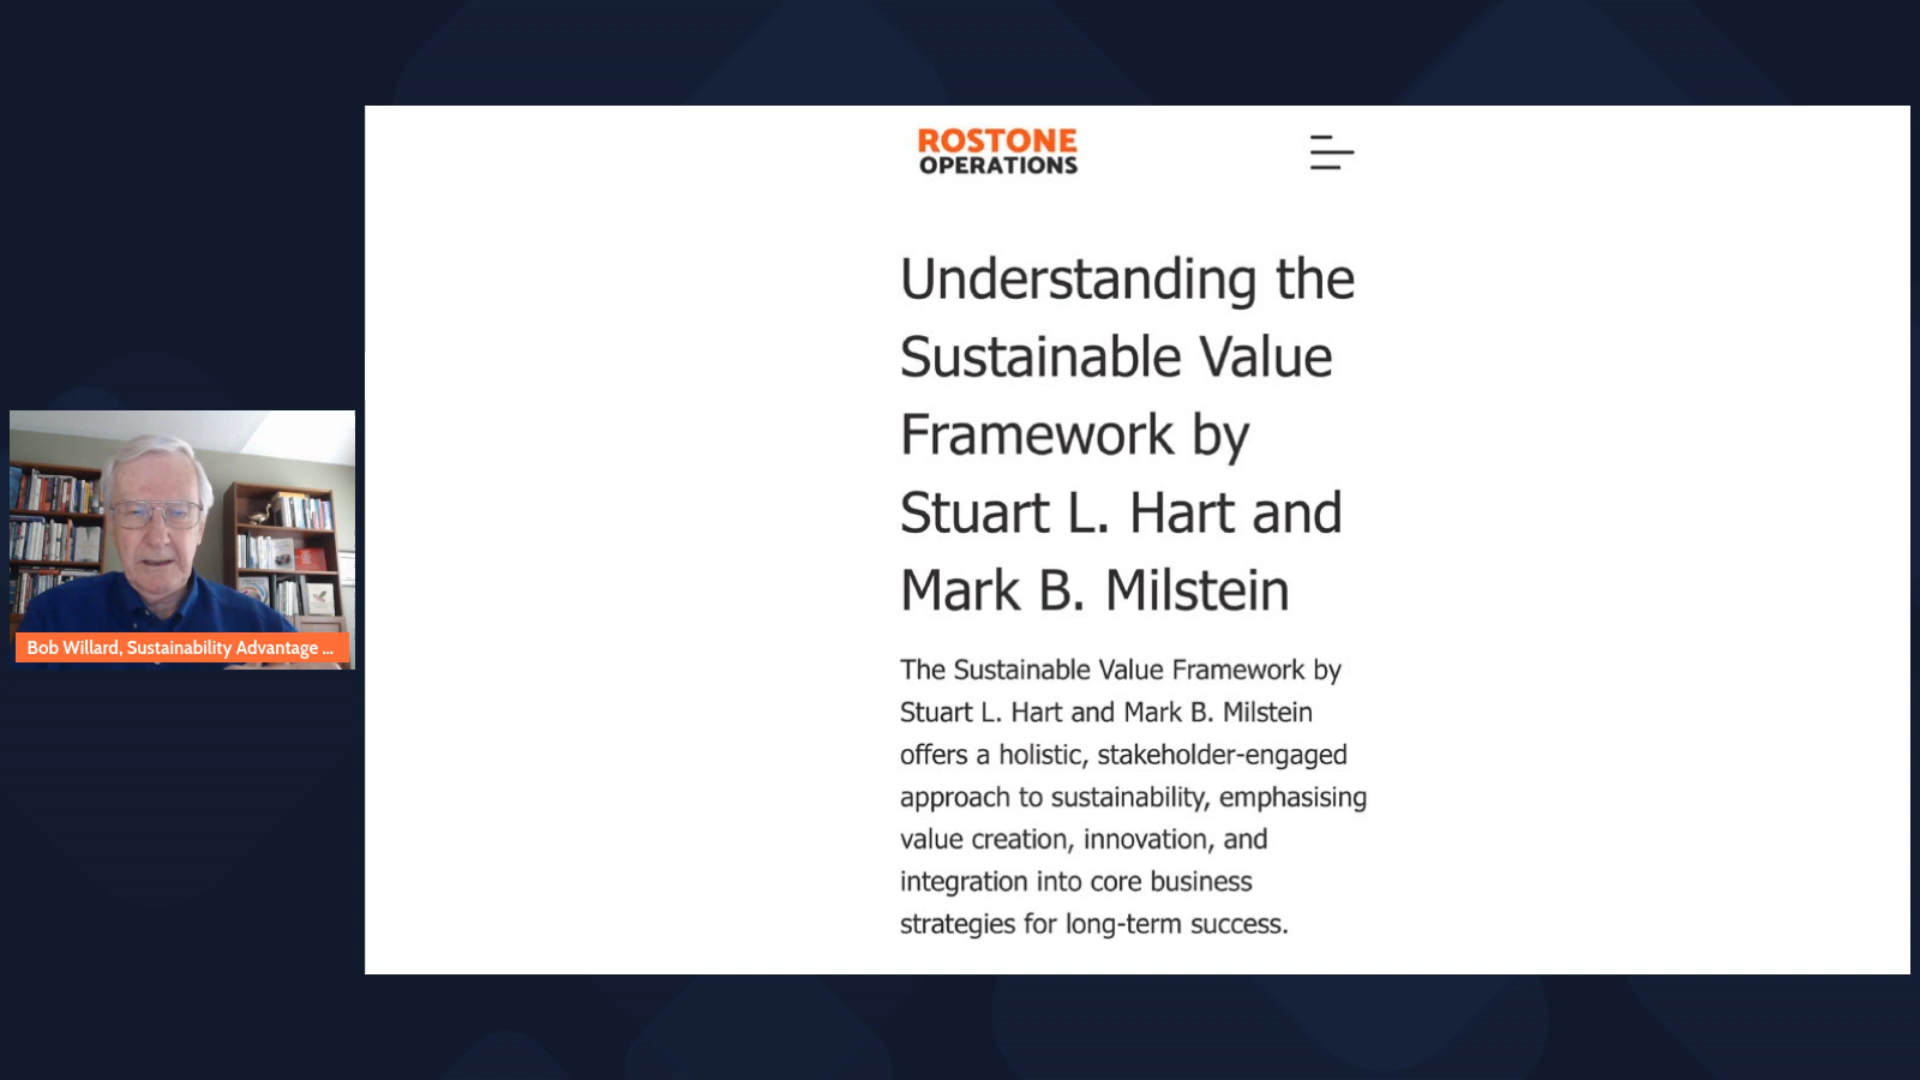 ROSTONE
OPERATIONS
Understanding the
Sustainable Value
Framework by
Stuart L. Hart and
Mark B. Milstein
The Sustainable Value Framework by
Stuart L. Hart and Mark B. Milstein
offers a holistic, stakeholder-engaged
approach to sustainability, emphasising
value creation, innovation, and
integration into core business
strategies for long-term success.
Bob Willard, Sustainability Advantage ...